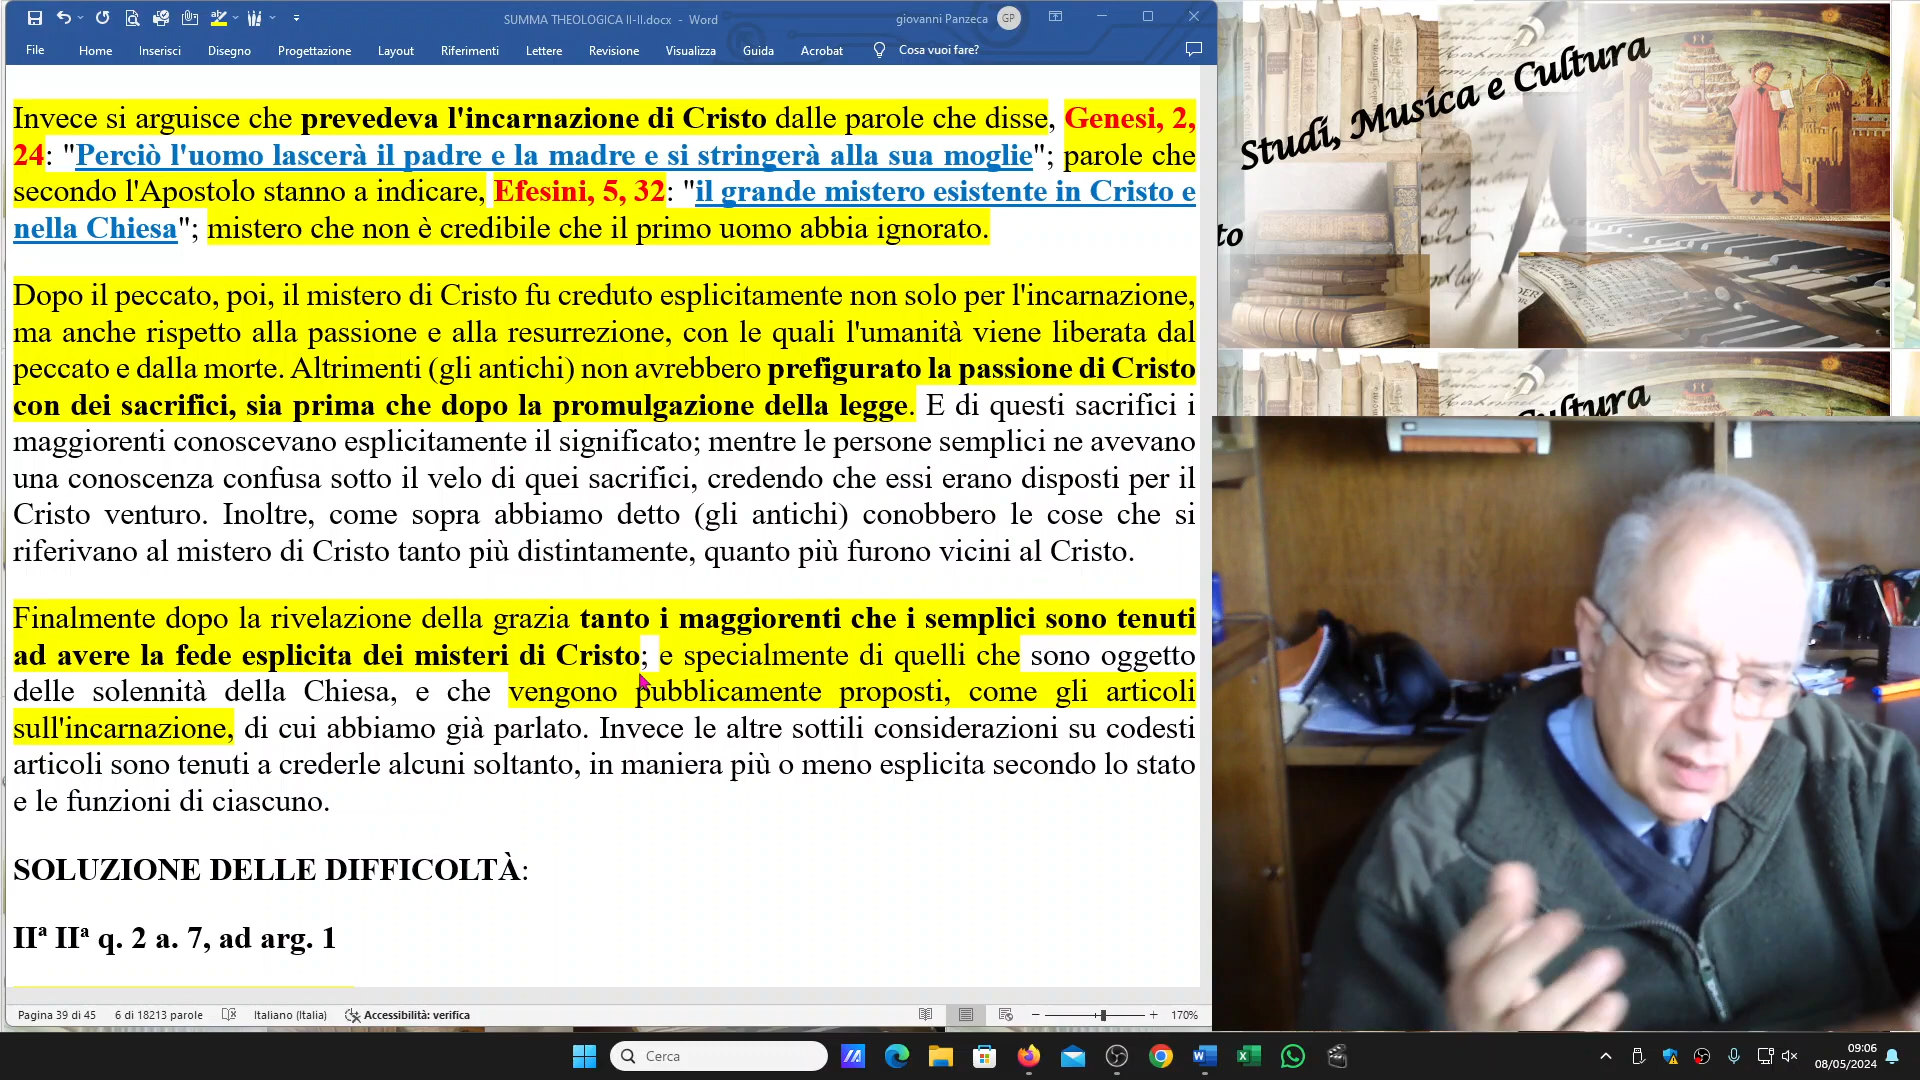 SUMMA THEOLOGICA II-II.docx - Word
giovanni Panzeca
GP
File
Home
Inserisci
Disegno
Progettazione
Layout
Riferimenti
Lettere
Revisione
Visualizza
Guida
Acrobat
Cosa vuoi fare?
Invece si arguisce che prevedeva l'incarnazione di Cristo dalle parole che disse, Genesi, 2,
24: "Perciò l'uomo lascerà il padre e la madre e si stringerà alla sua moglie"; parole che
secondo l'Apostolo stanno a indicare, Efesini, 5, 32: "il grande mistero esistente in Cristo e
nella Chiesa"; mistero che non è credibile che il primo uomo abbia ignorato.
Dopo il peccato, poi, il mistero di Cristo fu creduto esplicitamente non solo per l'incarnazione,
ma anche rispetto alla passione e alla resurrezione, con le quali l'umanità viene liberata dal
peccato e dalla morte. Altrimenti (gli antichi) non avrebbero prefigurato la passione di Cristo
con dei sacrifici, sia prima che dopo la promulgazione della legge. E di questi sacrifici i
maggiorenti conoscevano esplicitamente il significato; mentre le persone semplici ne avevano
una conoscenza confusa sotto il velo di quei sacrifici, credendo che essi erano disposti per il
Cristo venturo. Inoltre, come sopra abbiamo detto (gli antichi) conobbero le cose che si
riferivano al mistero di Cristo tanto più distintamente, quanto più furono vicini al Cristo.
Finalmente dopo la rivelazione della grazia tanto i maggiorenti che i semplici sono tenuti
ad avere la fede esplicita dei misteri di Cristo; e specialmente di quelli che sono oggetto
delle solennità della Chiesa, e che vengono pubblicamente proposti, come gli articoli
sull'incarnazione, di cui abbiamo già parlato. Invece le altre sottili considerazioni su codesti
articoli sono tenuti a crederle alcuni soltanto, in maniera più o meno esplicita secondo lo stato
e le funzioni di ciascuno.
SOLUZIONE DELLE DIFFICOLTÀ:
IIª IIª q. 2 a. 7, ad arg. 1
Pagina 39 di 45
6 di 18213 parole
Italiano (Italia)
Accessibilità: verifica
170%
Studi, Musica e Cultura
to
Cultura
Cerca
09:06
08/05/2024